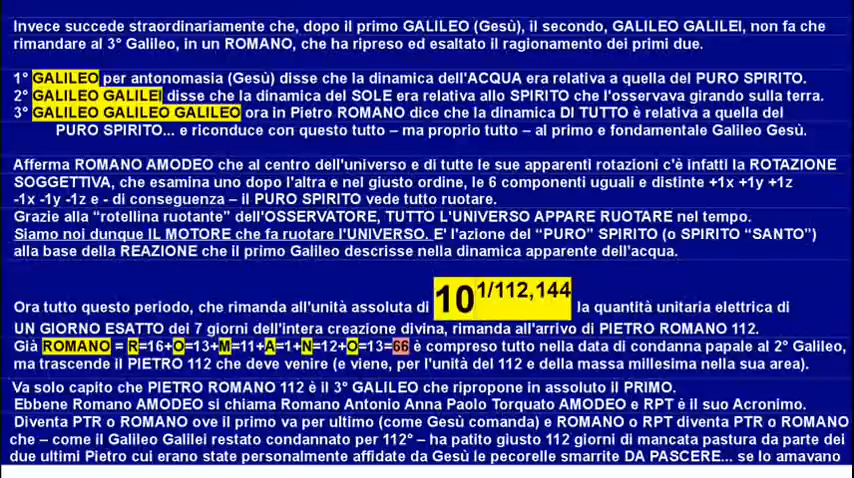 Invece succede straordinariamente che, dopo il primo GALILEO (Gesù), il secondo, GALILEO GALILEI, non fa che
rimandare al 3° Galileo, in un ROMANO, che ha ripreso ed esaltato il ragionamento dei primi due.
1° GALILEO per antonomasia (Gesù) disse che la dinamica dell'ACQUA era relativa a quella del PURO SPIRITO.
2° GALILEO GALILEI disse che la dinamica del SOLE era relativa allo SPIRITO che l'osservava girando sulla terra.
3° GALILEO GALILEO GALILEO ora in Pietro ROMANO dice che la dinamica DI TUTTO è relativa a quella del
PURO SPIRITO... e riconduce con questo tutto – ma proprio tutto – al primo e fondamentale Galileo Gesù.
Afferma ROMANO AMODEO che al centro dell'universo e di tutte le sue apparenti rotazioni c'è infatti la ROTAZIONE
SOGGETTIVA, che esamina uno dopo l'altra e nel giusto ordine, le 6 componenti uguali e distinte +1x +1y +1z
-1x -1y -1z e - di conseguenza – il PURO SPIRITO vede tutto ruotare.
Grazie alla “rotellina ruotante” dell'OSSERVATORE, TUTTO L'UNIVERSO APPARE RUOTARE nel tempo.
Siamo noi dunque IL MOTORE che fa ruotare l'UNIVERSO. E' l'azione del “PURO” SPIRITO (o SPIRITO “SANTO”)
alla base della REAZIONE che il primo Galileo descrisse nella dinamica apparente dell'acqua.
Ora tutto questo periodo, che rimanda all'unità assoluta di 10^1/112,144 la quantità unitaria elettrica di
UN GIORNO ESATTO dei 7 giorni dell'intera creazione divina, rimanda all'arrivo di PIETRO ROMANO 112.
Già ROMANO = R=16+O=13+M=11+A=1+N=12+O=13=66 è compreso tutto nella data di condanna papale al 2° Galileo,
ma trascende il PIETRO 112 che deve venire (e viene, per l'unità del 112 e della massa millesima nella sua area).
Va solo capito che PIETRO ROMANO 112 è il 3° GALILEO che ripropone in assoluto il PRIMO.
Ebbene Romano AMODEO si chiama Romano Antonio Anna Paolo Torquato AMODEO e RPT è il suo Acronimo.
Diventa PTR o ROMANO ove il primo va per ultimo (come Gesù comanda) e ROMANO o RPT diventa PTR o ROMANO
che – come il Galileo Galilei restato condannato per 112° – ha patito giusto 112 giorni di mancata pastura da parte dei
due ultimi Pietro cui erano state personalmente affidate da Gesù le pecorelle smarrite DA PASCERE... se lo amavano